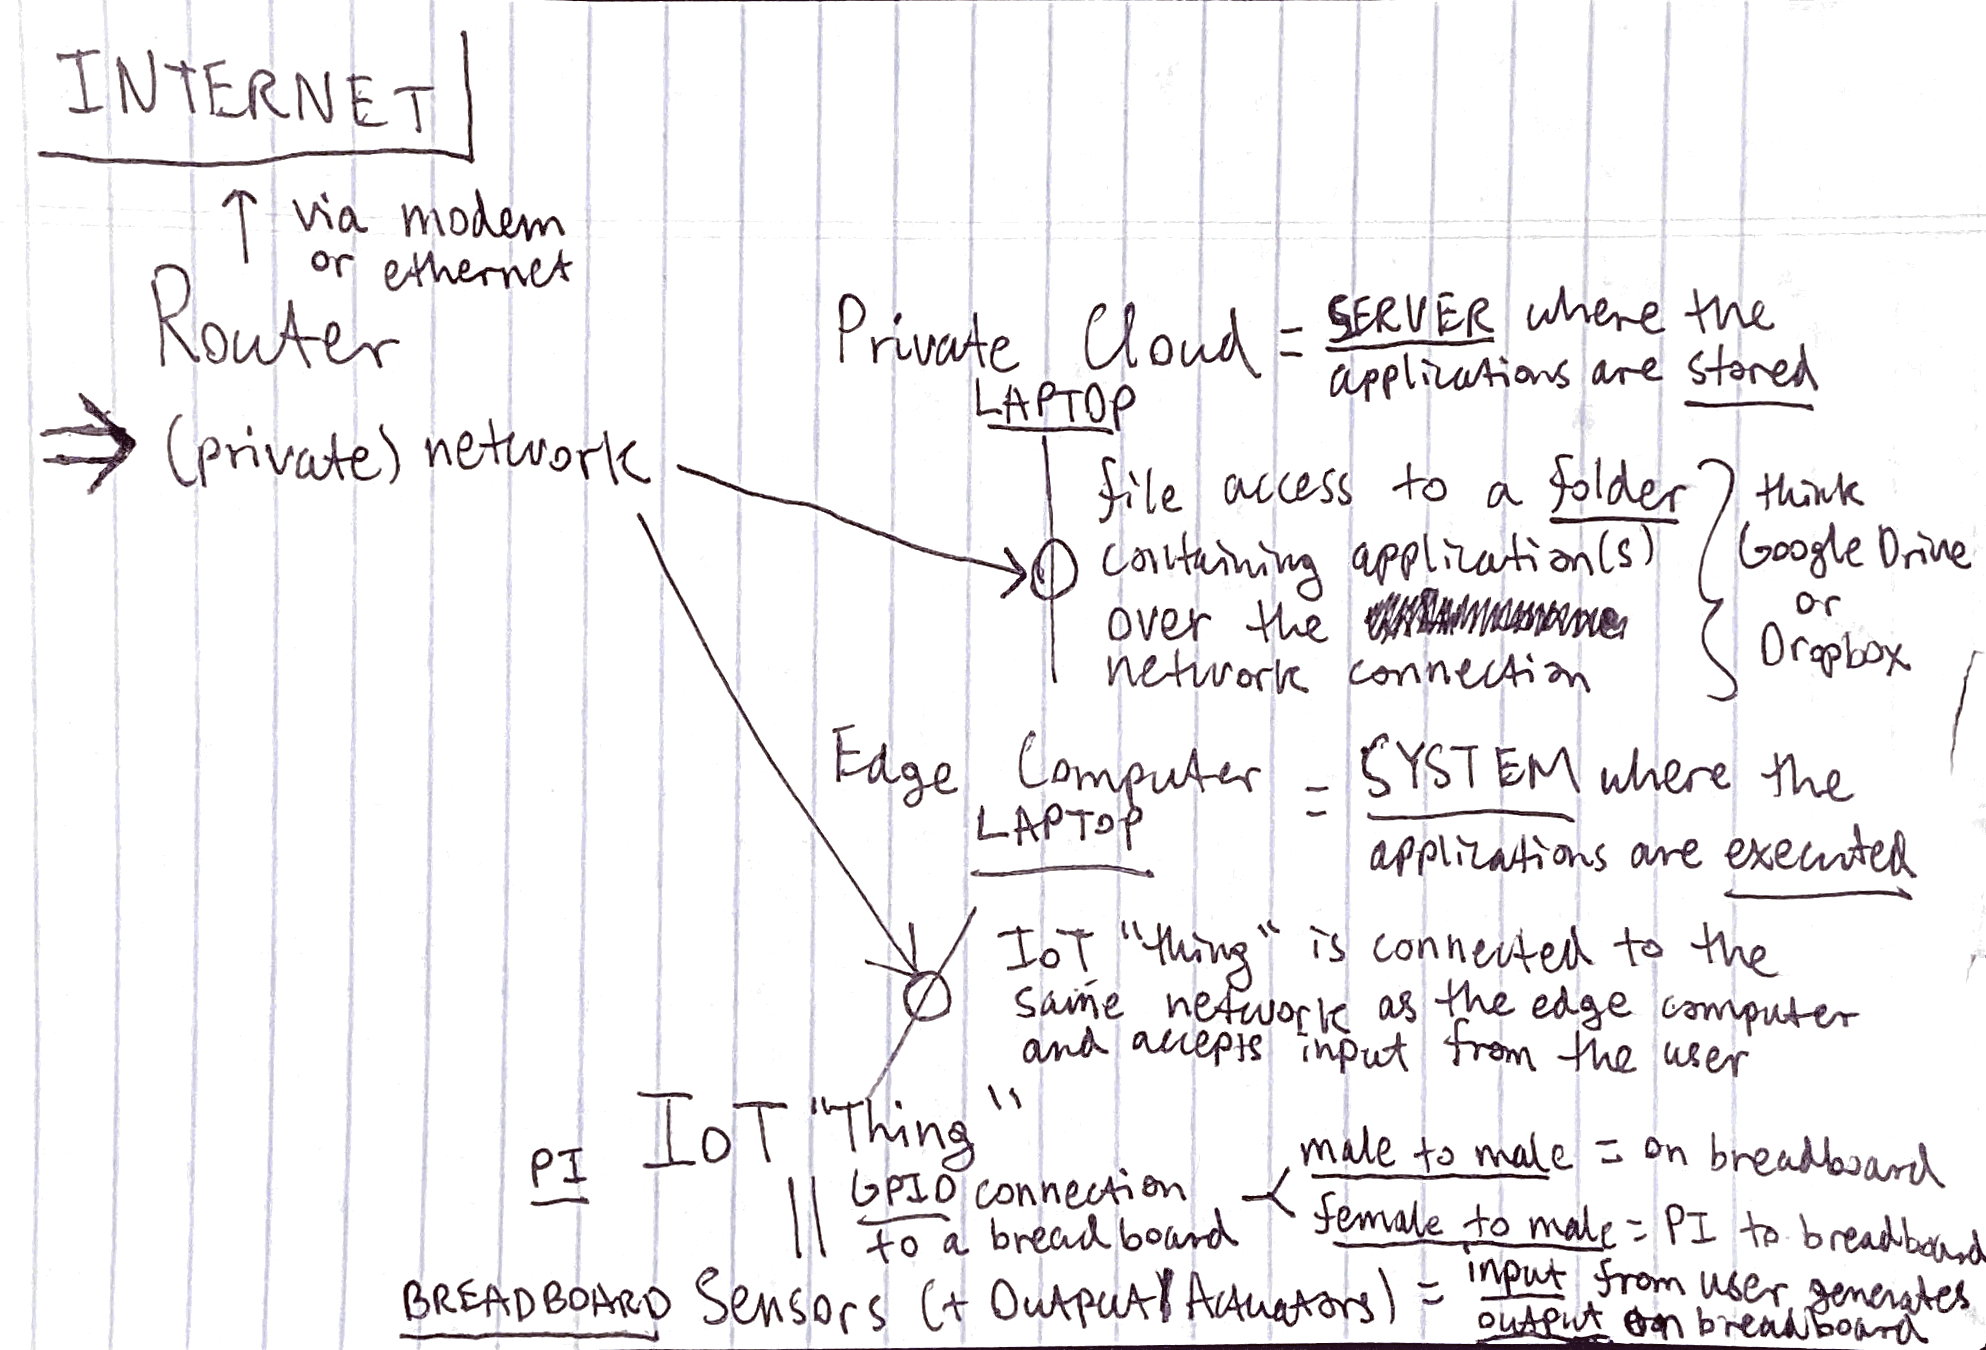 INTERNET
↑ via modem
or ethernet
Router
⇒ (private) network
Private Cloud = SERVER where the
applications are stored
LAPTOP
file access to a folder
containing application(s)
over the
network connection
think
Google Drive
or
Dropbox
Edge Computer = SYSTEM where the
LAPTOP
applications are executed
IoT "thing" is connected to the
same network as the edge computer
and accepts input from the user
PI IoT "Thing"
GPIO connection
to a breadboard
male to male = on breadboard
female to male = PI to breadboard
BREADBOARD Sensors (+ Output/Actuators) = input from user generates
output on breadboard